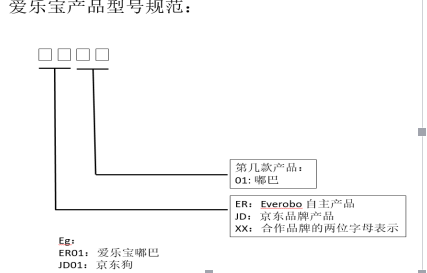 爱乐宝产品型号规范：
□□□□
第几款产品：
01: 嘟巴
ER： Everobo 自主产品
JD： 京东品牌产品
XX： 合作品牌的两位字母表示
Eg：
ER01：爱乐宝嘟巴
JD01：京东狗